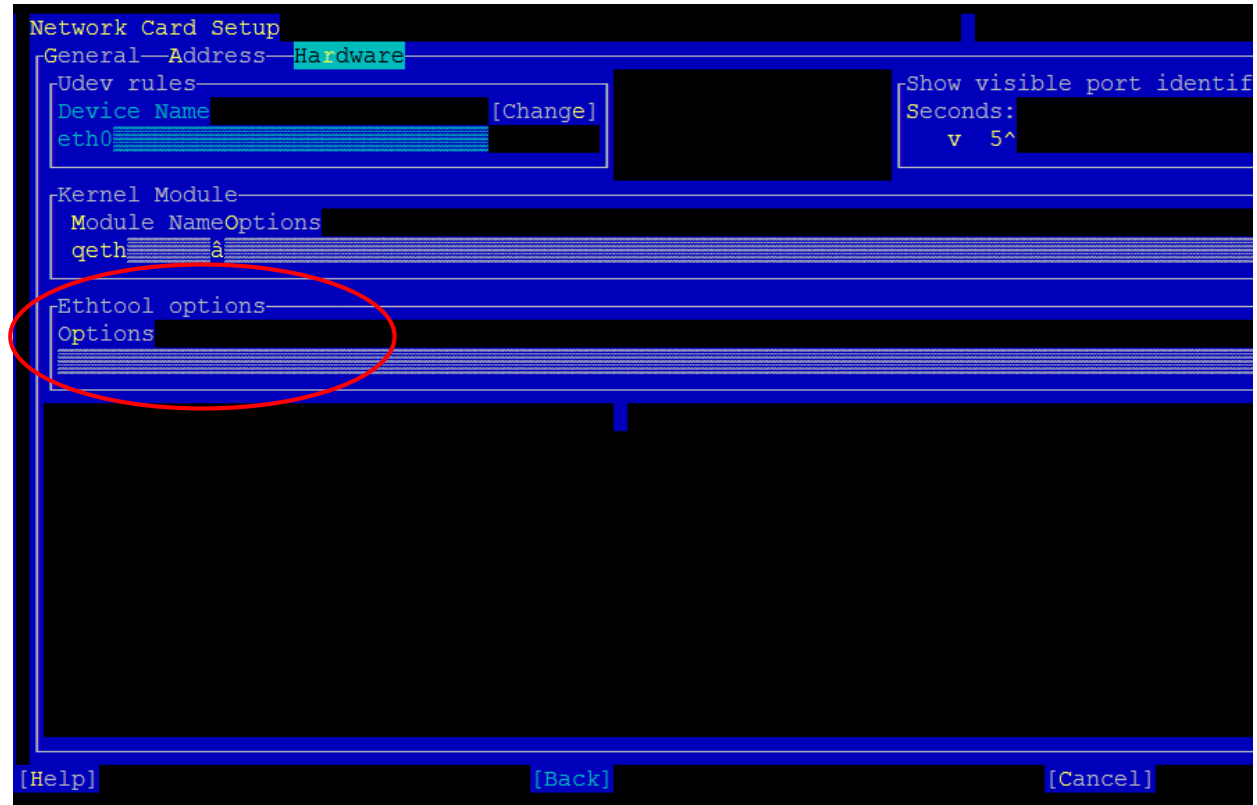 Network Card Setup
General—Address—Hardware
Udev rules
Device Name [Change]
eth0
Show visible port identif
Seconds:
v 5^
Kernel Module
Module NameOptions
qeth â
Ethtool options
Options
[Help] [Back] [Cancel]